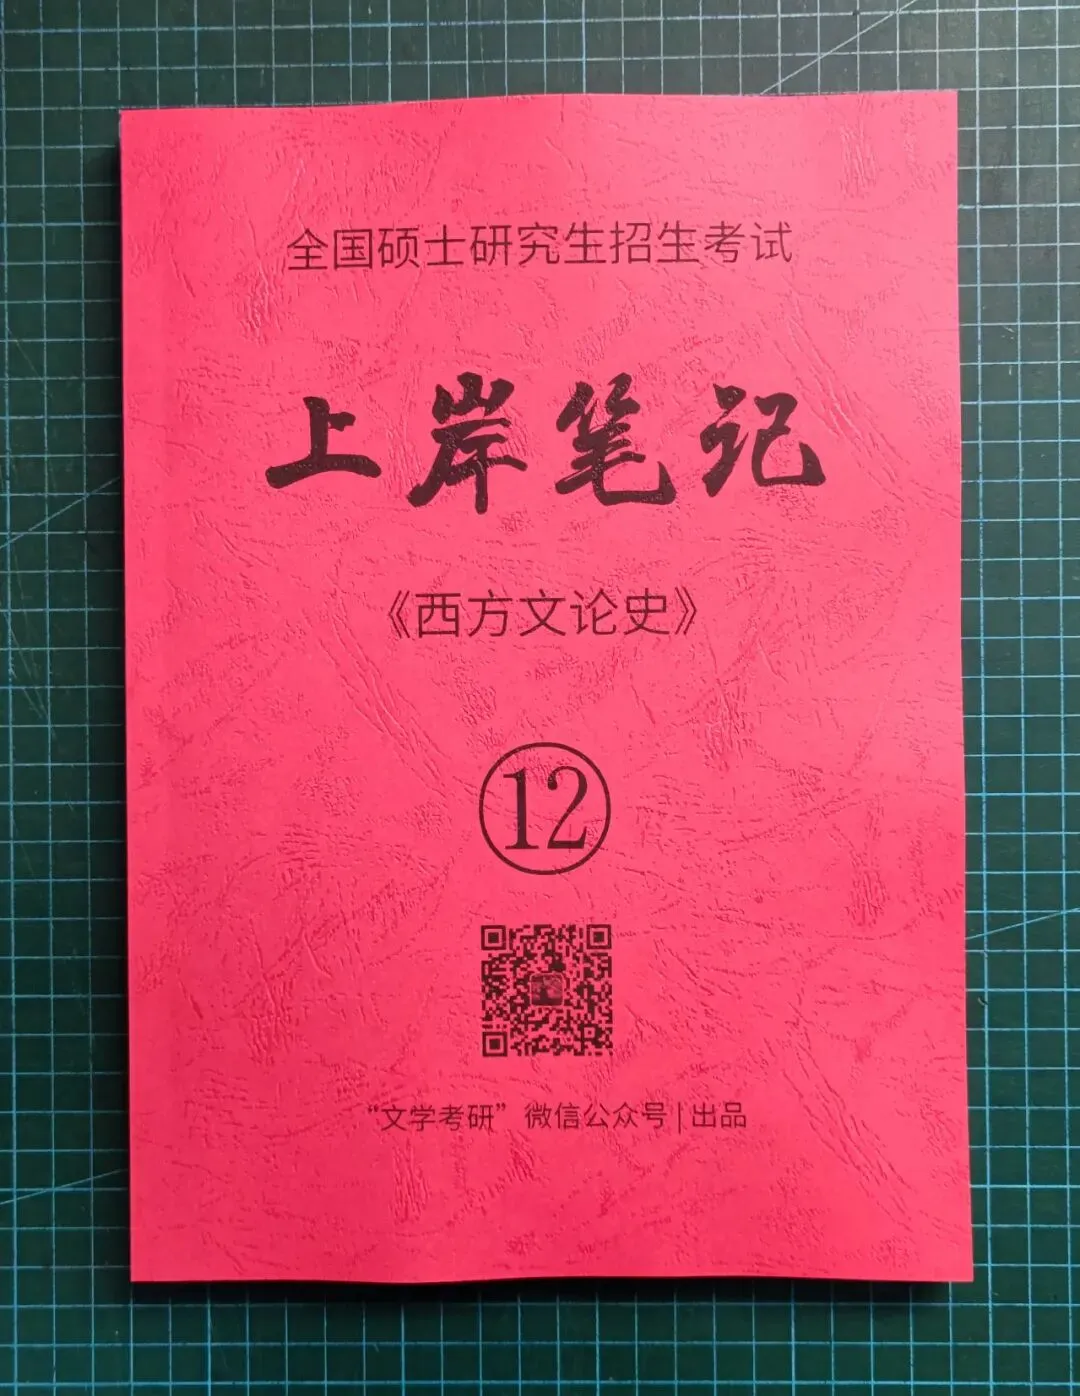 全国硕士研究生招生考试
上岸笔记
《西方文论史》
⑫
“文学考研”微信公众号|出品